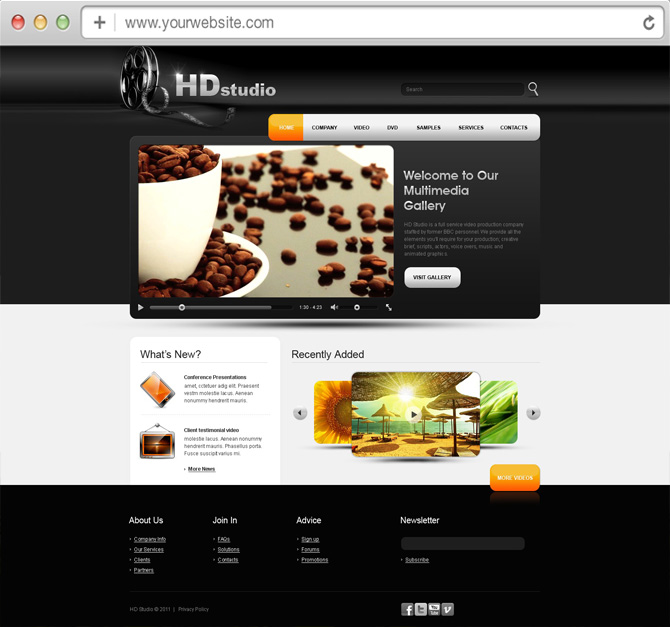 www.yourwebsite.com
HDstudio
Search
HOME COMPANY VIDEO DVD SAMPLES SERVICES CONTACTS
Welcome to Our
Multimedia
Gallery
HD Studio is a full service video production company
staffed by former BBC personnel. We provide all the
elements you'll require for your production, creative
brief, scripts, actors, voice overs, music and
animated graphics.
VISIT GALLERY
1:30 - 4:23
What's New?
Conference Presentations
amet, sctetuer adig elit. Praesent
vestm molestie lacus. Aenean
nonummy hendrerit mauris.
Client testimonial video
molestie lacus. Aenean nonummy
hendrerit mauris. Phasellus porta.
Fusce suscipit varius mi.
More News
Recently Added
MORE VIDEOS
About Us
Company Info
Our Services
Clients
Partners
Join In
FAQs
Solutions
Contacts
Advice
Sign up
Forums
Promotions
Newsletter
Subscribe
HD Studio © 2011 | Privacy Policy
You Tube